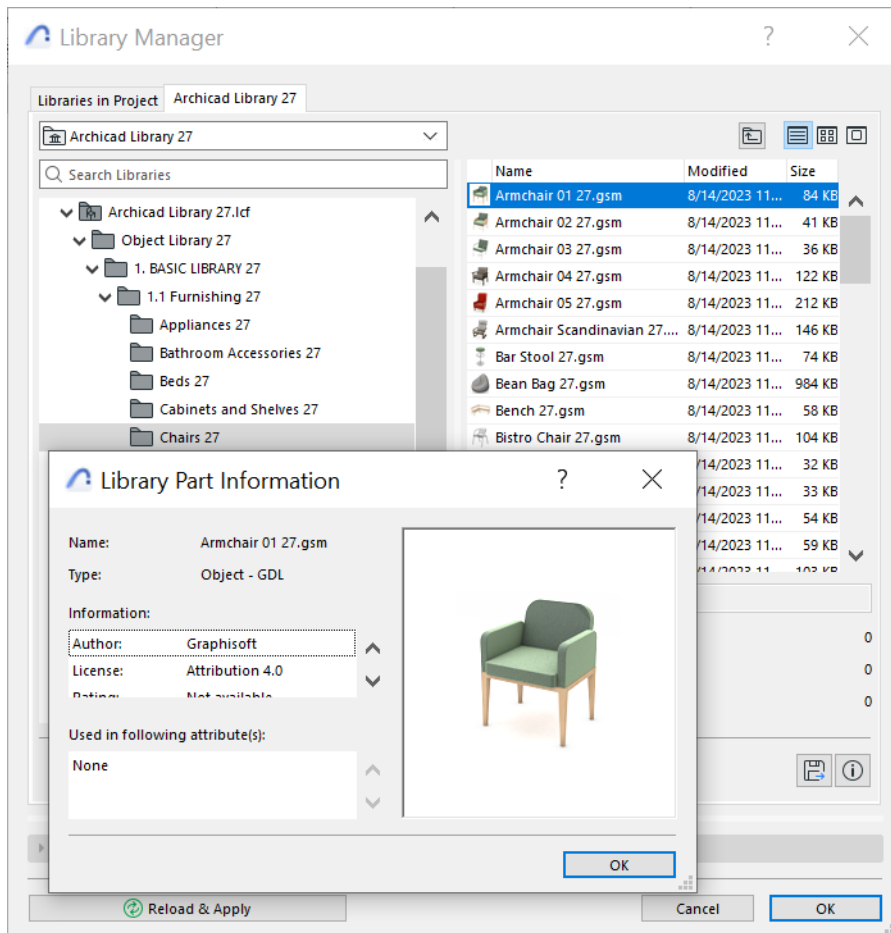 Library Manager
?
Libraries in Project
Archicad Library 27
Archicad Library 27
Search Libraries
Archicad Library 27.lcf
Object Library 27
1. BASIC LIBRARY 27
1.1 Furnishing 27
Appliances 27
Bathroom Accessories 27
Beds 27
Cabinets and Shelves 27
Chairs 27
Name Modified Size
Armchair 01 27.gsm 8/14/2023 11... 84 KB
Armchair 02 27.gsm 8/14/2023 11... 41 KB
Armchair 03 27.gsm 8/14/2023 11... 36 KB
Armchair 04 27.gsm 8/14/2023 11... 122 KB
Armchair 05 27.gsm 8/14/2023 11... 212 KB
Armchair Scandinavian 27.... 8/14/2023 11... 146 KB
Bar Stool 27.gsm 8/14/2023 11... 74 KB
Bean Bag 27.gsm 8/14/2023 11... 984 KB
Bench 27.gsm 8/14/2023 11... 58 KB
Bistro Chair 27.gsm 8/14/2023 11... 104 KB
/14/2023 11... 32 KB
/14/2023 11... 33 KB
/14/2023 11... 54 KB
/14/2023 11... 59 KB
/14/2023 11... 103 KB
0
0
0
Library Part Information
?
Name: Armchair 01 27.gsm
Type: Object - GDL
Information:
Author: Graphisoft
License: Attribution 4.0
Rating: Not available
Used in following attribute(s):
None
OK
Reload & Apply
Cancel
OK